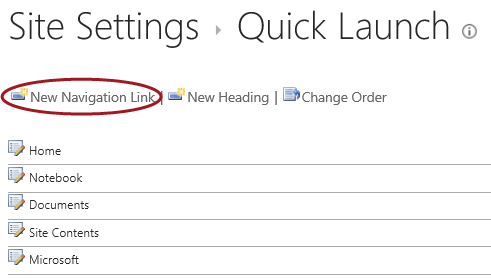 Site Settings ▸ Quick Launch
New Navigation Link | New Heading | Change Order
Home
Notebook
Documents
Site Contents
Microsoft